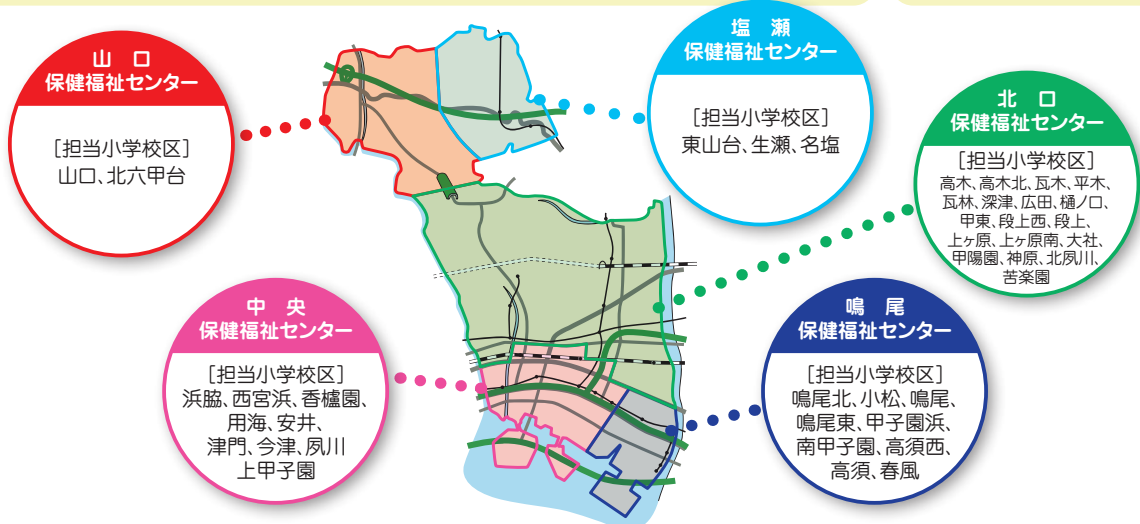 山口
保健福祉センター
[担当小学校区]
山口、北六甲台
塩瀬
保健福祉センター
[担当小学校区]
東山台、生瀬、名塩
北口
保健福祉センター
[担当小学校区]
高木、高木北、瓦木、平木、
瓦林、深津、広田、樋ノ口、
甲東、段上西、段上、
上ヶ原、上ヶ原南、大社、
甲陽園、神原、北夙川、
苦楽園
中央
保健福祉センター
[担当小学校区]
浜脇、西宮浜、香櫨園、
用海、安井、
津門、今津、夙川
上甲子園
鳴尾
保健福祉センター
[担当小学校区]
鳴尾北、小松、鳴尾、
鳴尾東、甲子園浜、
南甲子園、高須西、
高須、春風